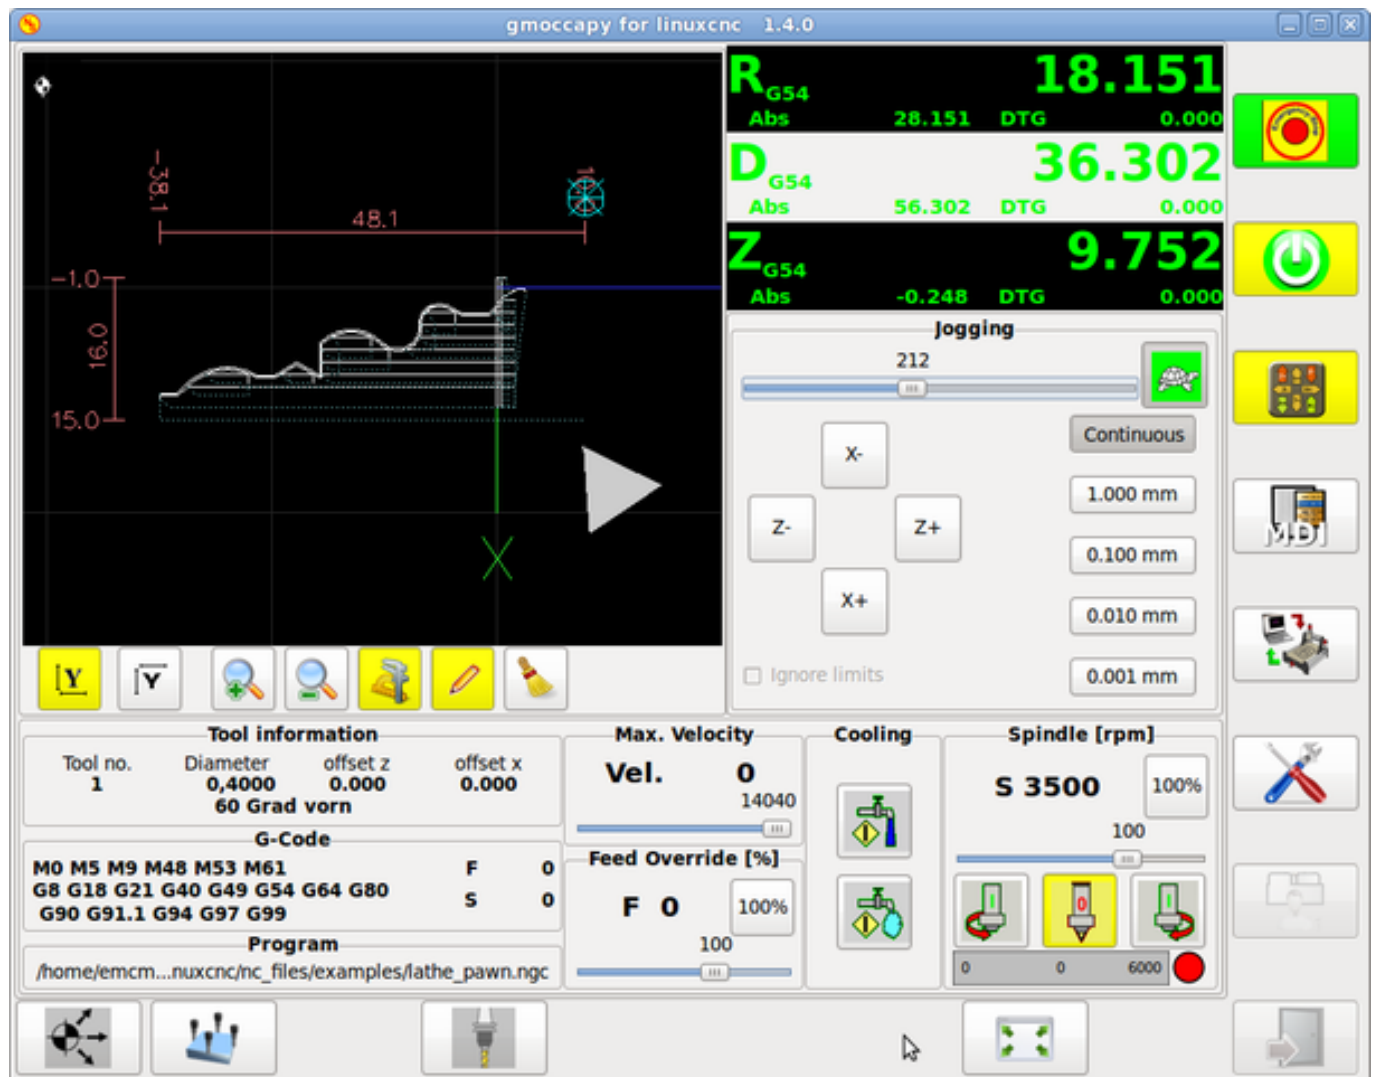 gmoccapy for linuxcnc 1.4.0
R G54 18.151
Abs 28.151 DTG 0.000
D G54 36.302
Abs 56.302 DTG 0.000
Z G54 9.752
Abs -0.248 DTG 0.000
-38.1
48.1
-1.0
16.0
15.0
X
Jogging
212
Continuous
X-
1.000 mm
Z- Z+
0.100 mm
X+
0.010 mm
Ignore limits
0.001 mm
MDI
Y Y
Tool information
Tool no. Diameter offset z offset x
1 0,4000 0.000 0.000
60 Grad vorn
G-Code
M0 M5 M9 M48 M53 M61 F 0
G8 G18 G21 G40 G49 G54 G64 G80 S 0
G90 G91.1 G94 G97 G99
Program
/home/emcm...nuxcnc/nc_files/examples/lathe_pawn.ngc
Max. Velocity
Vel. 0
14040
Feed Override [%]
F 0 100%
100
Cooling
Spindle [rpm]
S 3500 100%
100
0
0 0 6000